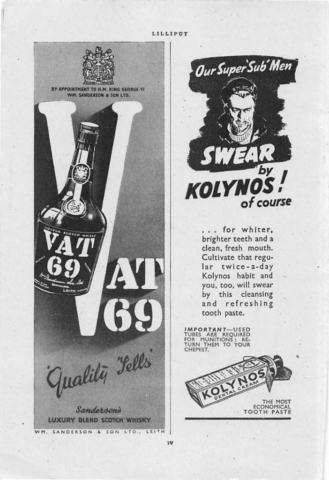 LILLIPUT
BY APPOINTMENT TO H.M. KING GEORGE VI
WM. SANDERSON & SON LTD.
VAT
69
LEITH
VAT
69
'Quality Tells'
Sanderson's
LUXURY BLEND SCOTCH WHISKY
WM. SANDERSON & SON LTD., LEITH
Our Super 'Sub' Men
SWEAR
by
KOLYNOS!
of course
... for whiter,
brighter teeth and a
clean, fresh mouth.
Cultivate that regu-
lar twice-a-day
Kolynos habit and
you, too, will swear
by this cleansing
and refreshing
tooth paste.
IMPORTANT—USED
TUBES ARE REQUIRED
FOR MUNITIONS: RE-
TURN THEM TO YOUR
CHEMIST.
KOLYNOS
DENTAL CREAM
THE MOST
ECONOMICAL
TOOTH PASTE